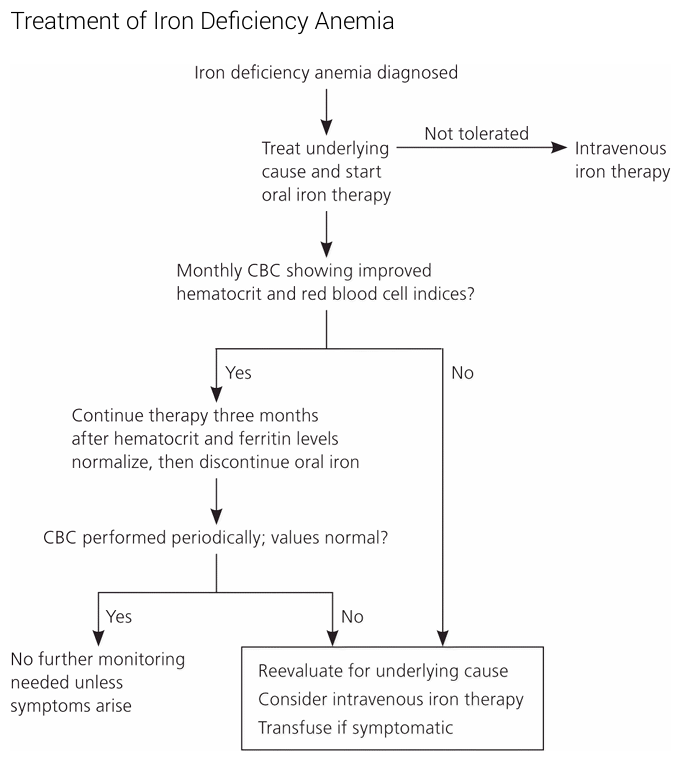 Treatment of Iron Deficiency Anemia
Iron deficiency anemia diagnosed
Treat underlying
cause and start
oral iron therapy
Not tolerated
Intravenous
iron therapy
Monthly CBC showing improved
hematocrit and red blood cell indices?
Yes
No
Continue therapy three months
after hematocrit and ferritin levels
normalize, then discontinue oral iron
CBC performed periodically; values normal?
Yes
No
No further monitoring
needed unless
symptoms arise
Reevaluate for underlying cause
Consider intravenous iron therapy
Transfuse if symptomatic